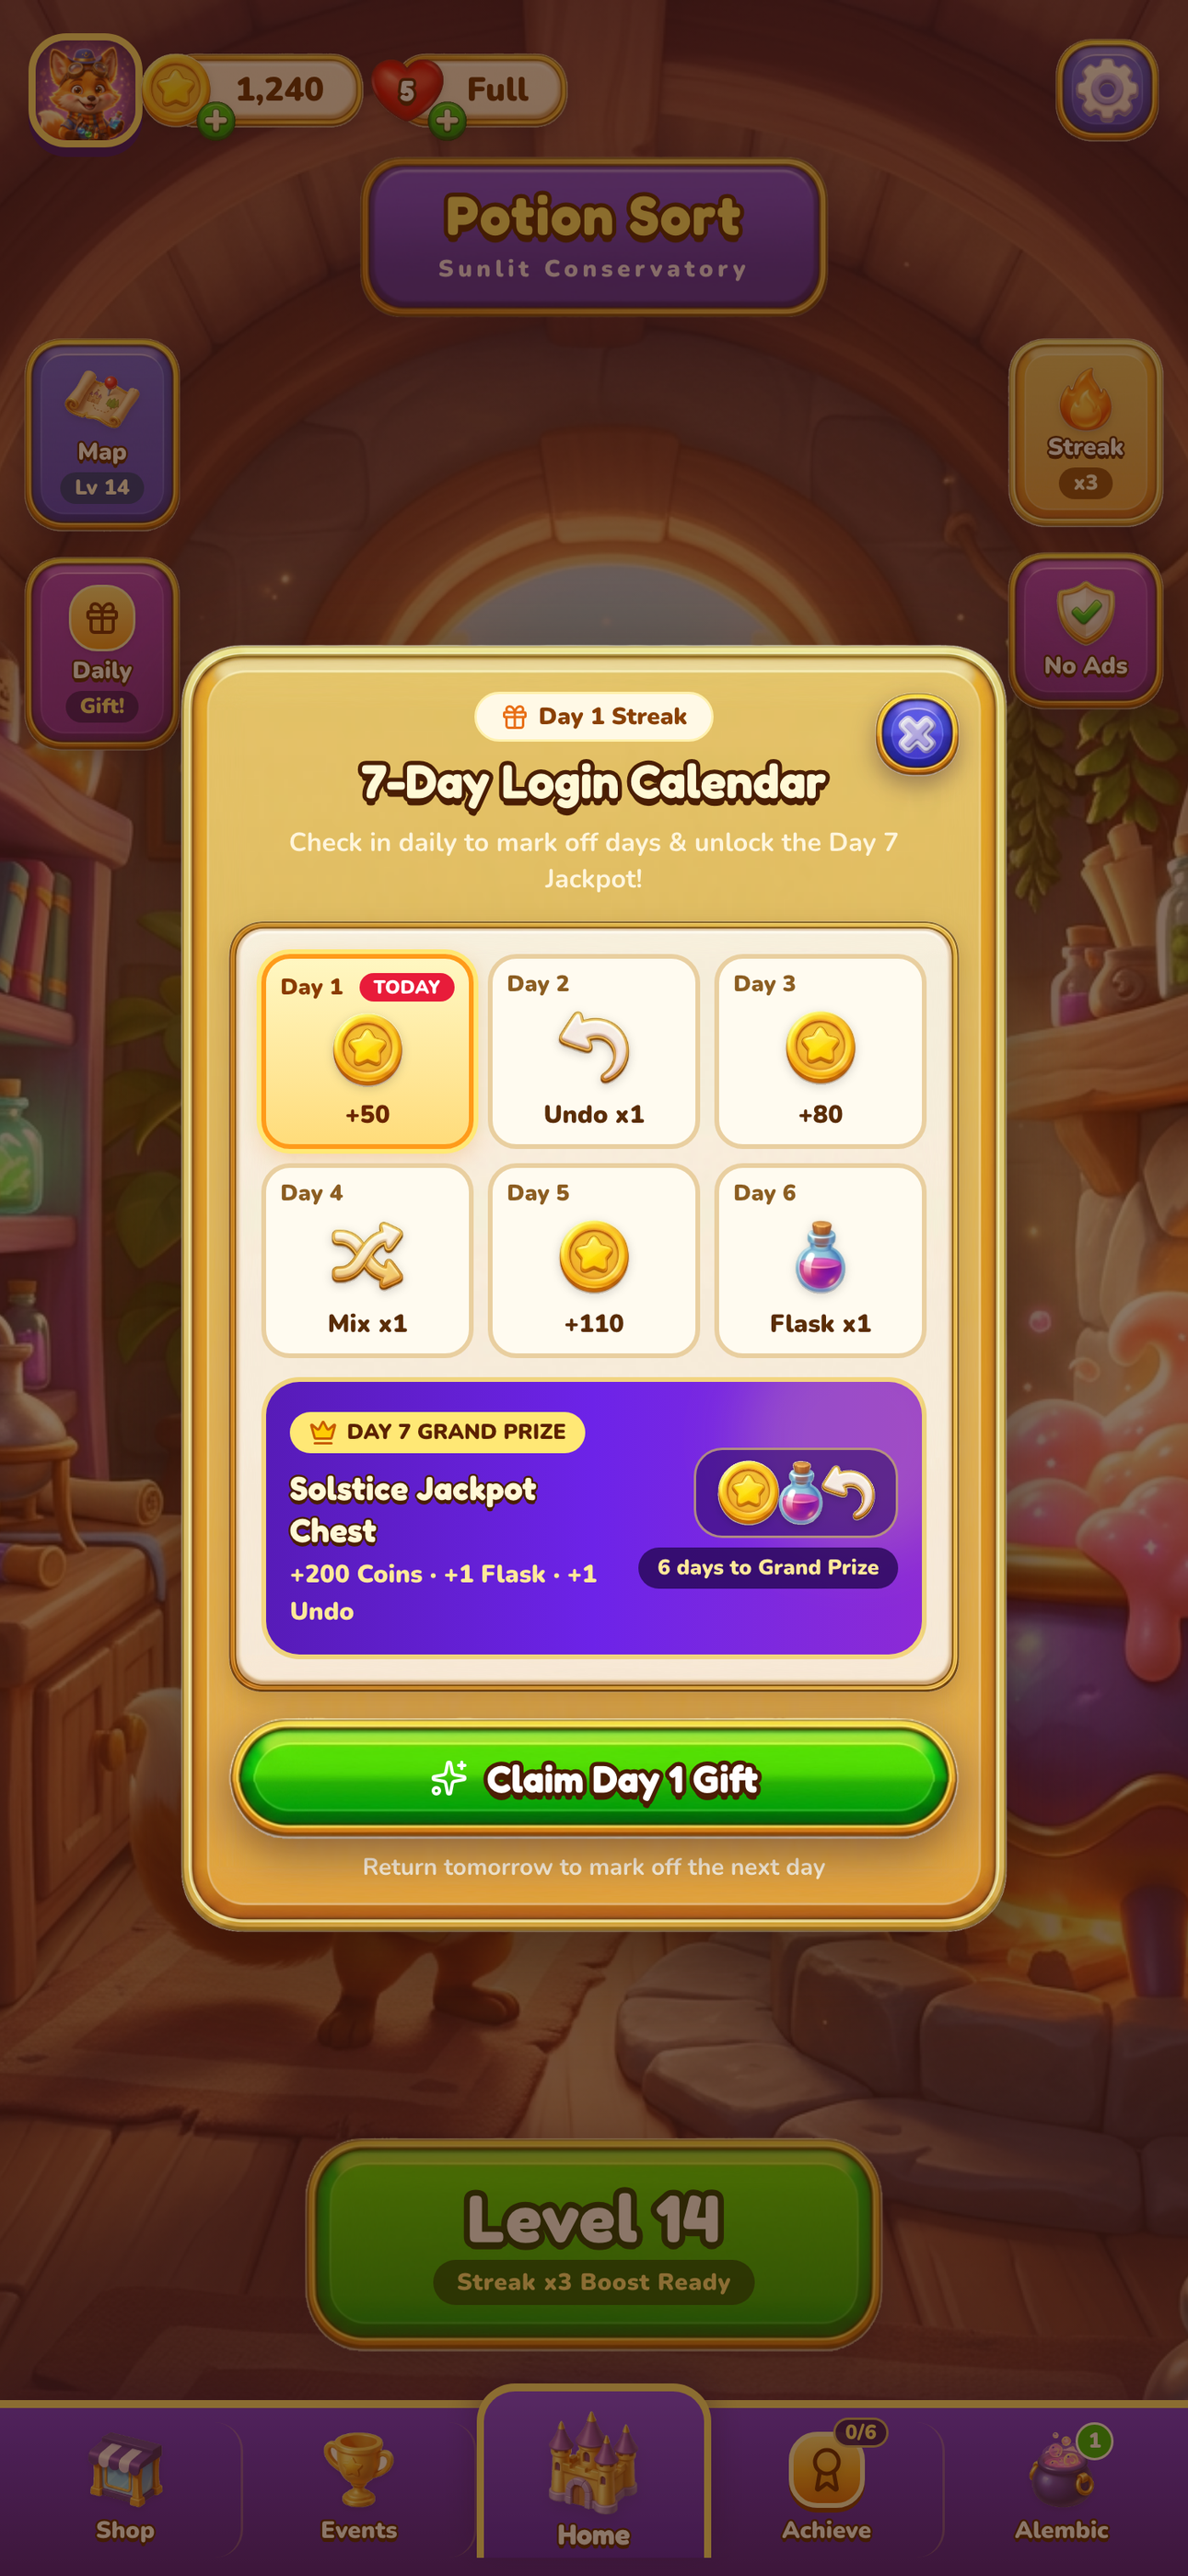 1,240
5
Full
Potion Sort
Sunlit Conservatory
Map
Lv 14
Streak
x3
Daily
Gift!
No Ads
Day 1 Streak
7-Day Login Calendar
Check in daily to mark off days & unlock the Day 7
Jackpot!
Day 1
TODAY
+50
Day 2
Undo x1
Day 3
+80
Day 4
Mix x1
Day 5
+110
Day 6
Flask x1
DAY 7 GRAND PRIZE
Solstice Jackpot
Chest
+200 Coins · +1 Flask · +1
Undo
6 days to Grand Prize
Claim Day 1 Gift
Return tomorrow to mark off the next day
Level 14
Streak x3 Boost Ready
Shop
Events
Home
0/6
Achieve
1
Alembic